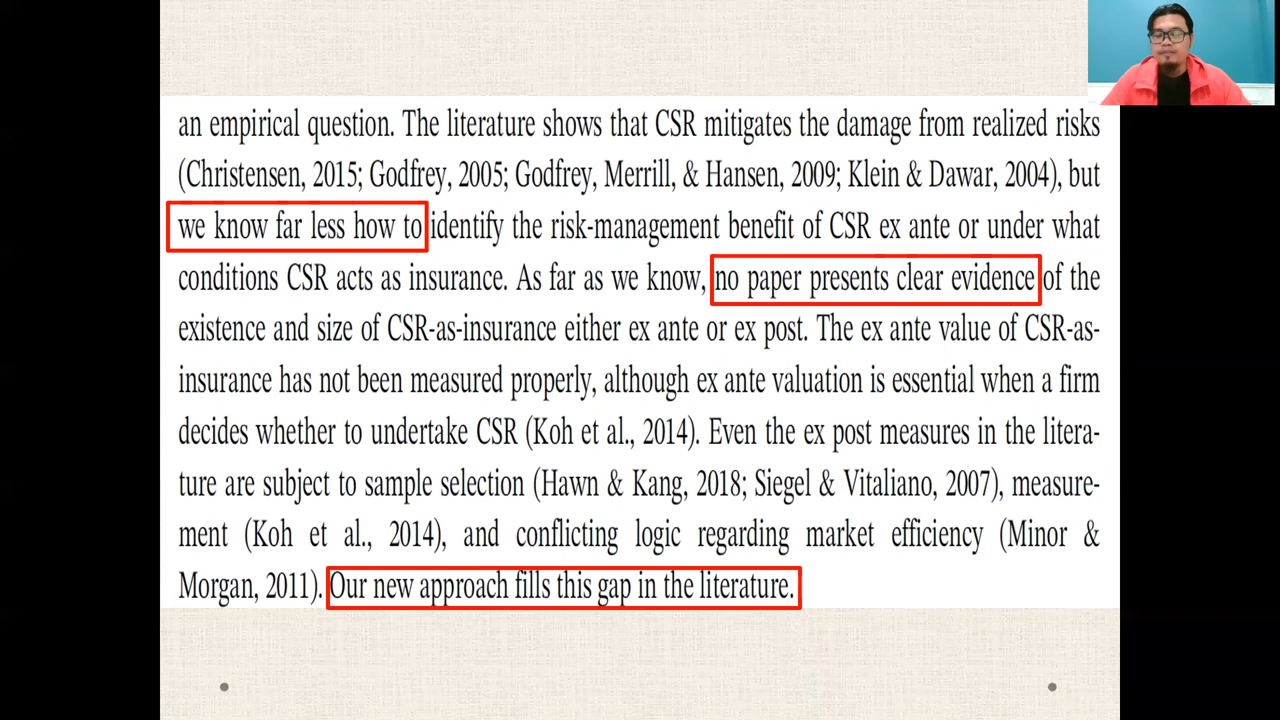 an empirical question. The literature shows that CSR mitigates the damage from realized risks
(Christensen, 2015; Godfrey, 2005; Godfrey, Merrill, & Hansen, 2009; Klein & Dawar, 2004), but
we know far less how to identify the risk-management benefit of CSR ex ante or under what
conditions CSR acts as insurance. As far as we know, no paper presents clear evidence of the
existence and size of CSR-as-insurance either ex ante or ex post. The ex ante value of CSR-as-
insurance has not been measured properly, although ex ante valuation is essential when a firm
decides whether to undertake CSR (Koh et al., 2014). Even the ex post measures in the litera-
ture are subject to sample selection (Hawn & Kang, 2018; Siegel & Vitaliano, 2007), measure-
ment (Koh et al., 2014), and conflicting logic regarding market efficiency (Minor &
Morgan, 2011). Our new approach fills this gap in the literature.